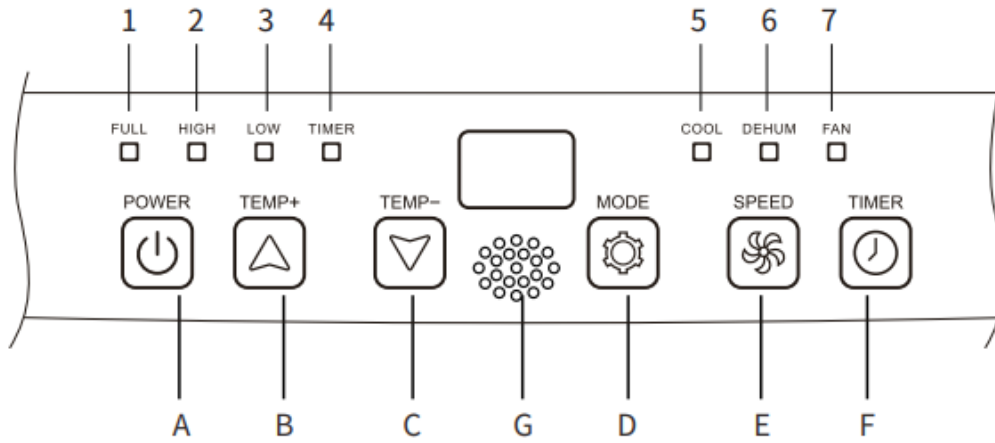 1 2 3 4 5 6 7
FULL HIGH LOW TIMER COOL DEHUM FAN
POWER TEMP+ TEMP− MODE SPEED TIMER
A B C G D E F